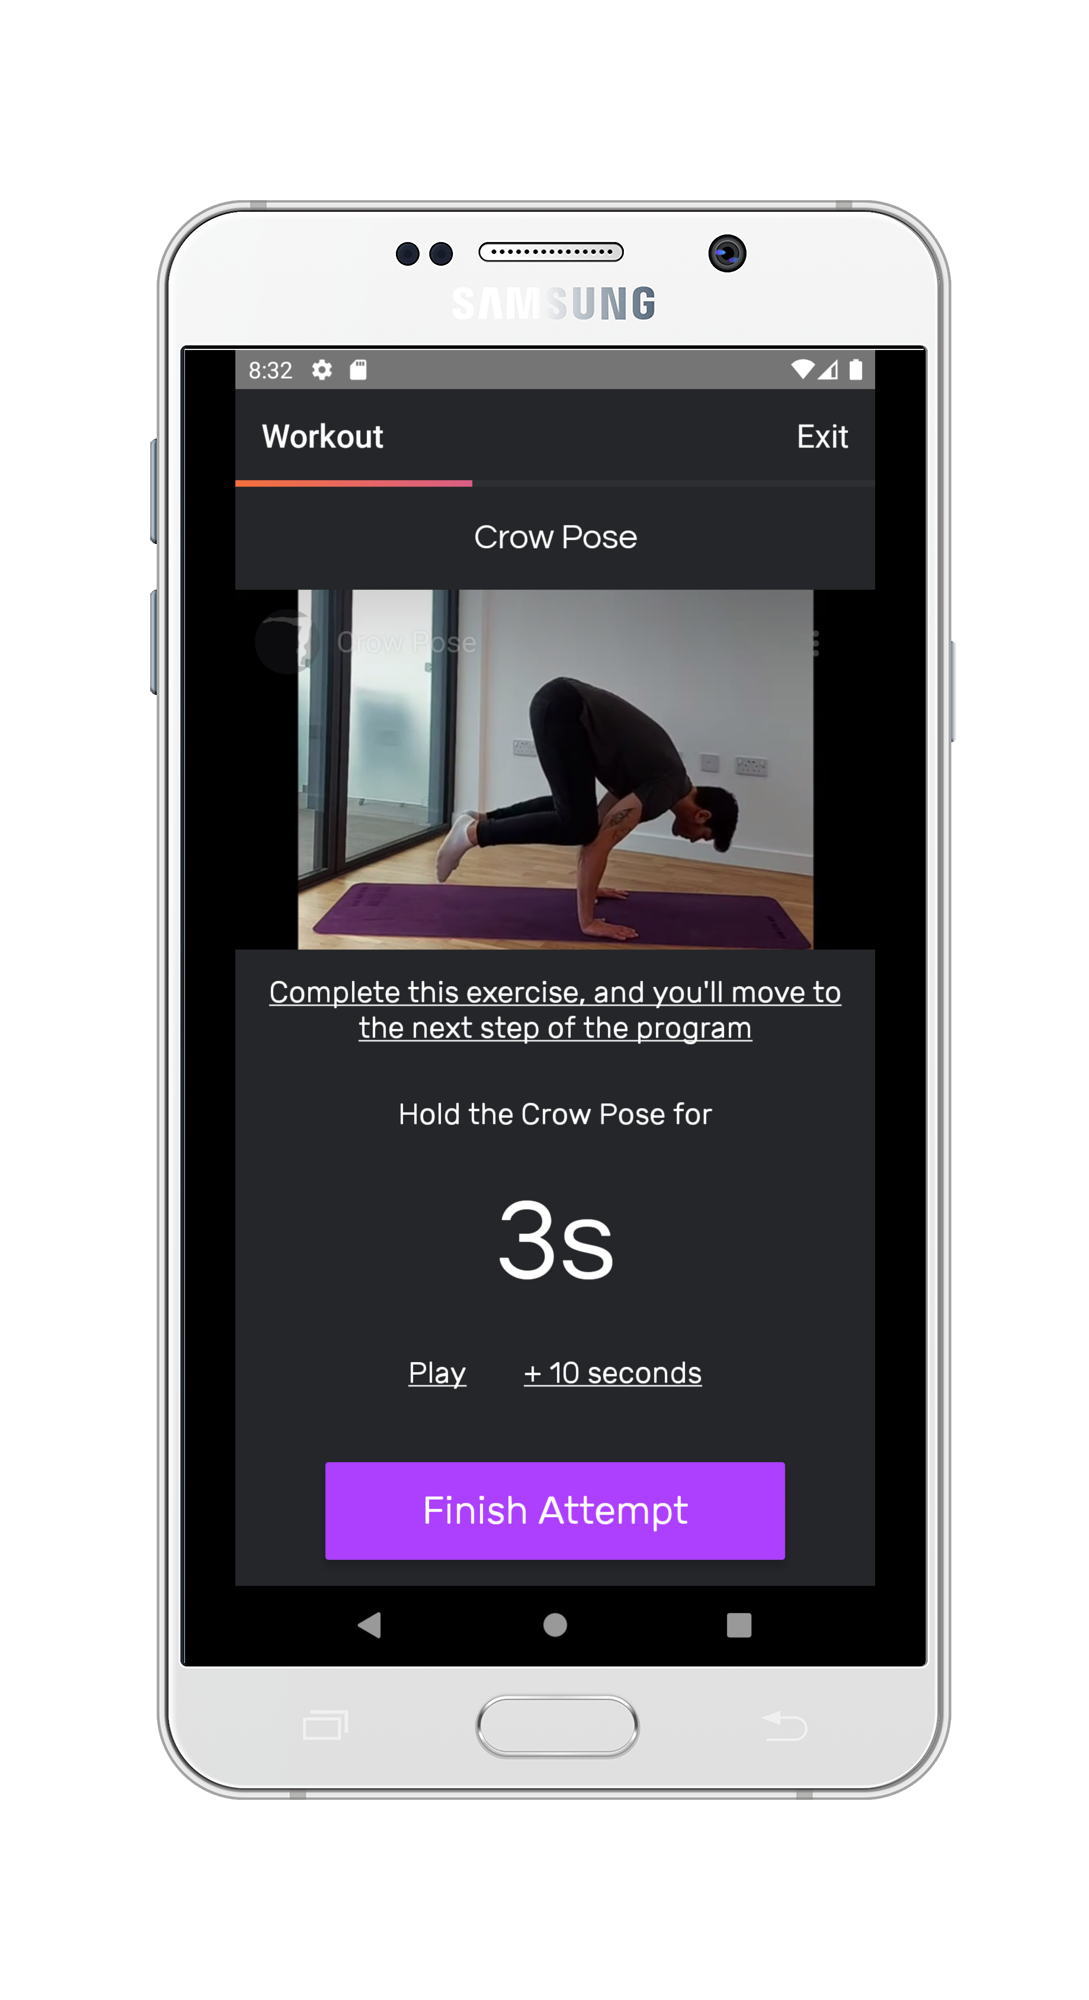 SAMSUNG
8:32
Workout
Exit
Crow Pose
Crow Pose
Complete this exercise, and you'll move to
the next step of the program
Hold the Crow Pose for
3s
Play
+ 10 seconds
Finish Attempt